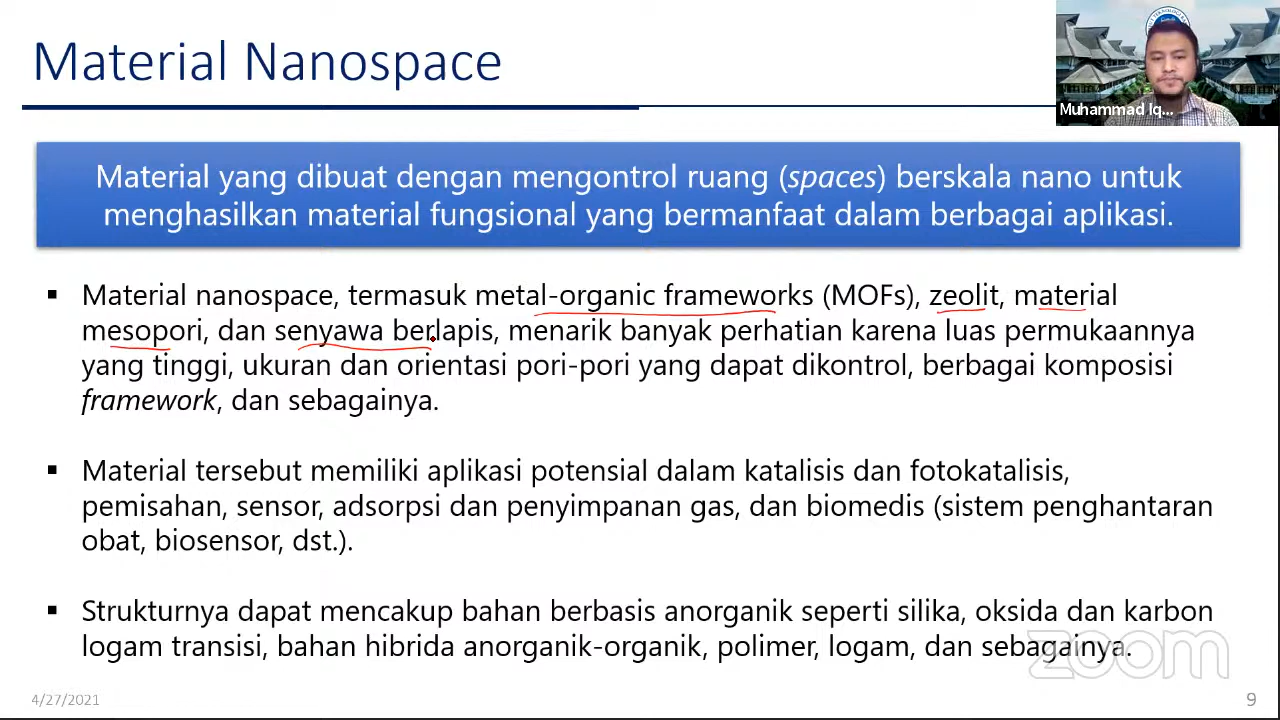 Material Nanospace
Muhammad Iq...
Material yang dibuat dengan mengontrol ruang (spaces) berskala nano untuk
menghasilkan material fungsional yang bermanfaat dalam berbagai aplikasi.
▪ Material nanospace, termasuk metal-organic frameworks (MOFs), zeolit, material
mesopori, dan senyawa berlapis, menarik banyak perhatian karena luas permukaannya
yang tinggi, ukuran dan orientasi pori-pori yang dapat dikontrol, berbagai komposisi
framework, dan sebagainya.
▪ Material tersebut memiliki aplikasi potensial dalam katalisis dan fotokatalisis,
pemisahan, sensor, adsorpsi dan penyimpanan gas, dan biomedis (sistem penghantaran
obat, biosensor, dst.).
▪ Strukturnya dapat mencakup bahan berbasis anorganik seperti silika, oksida dan karbon
logam transisi, bahan hibrida anorganik-organik, polimer, logam, dan sebagainya.
zoom
4/27/2021
9